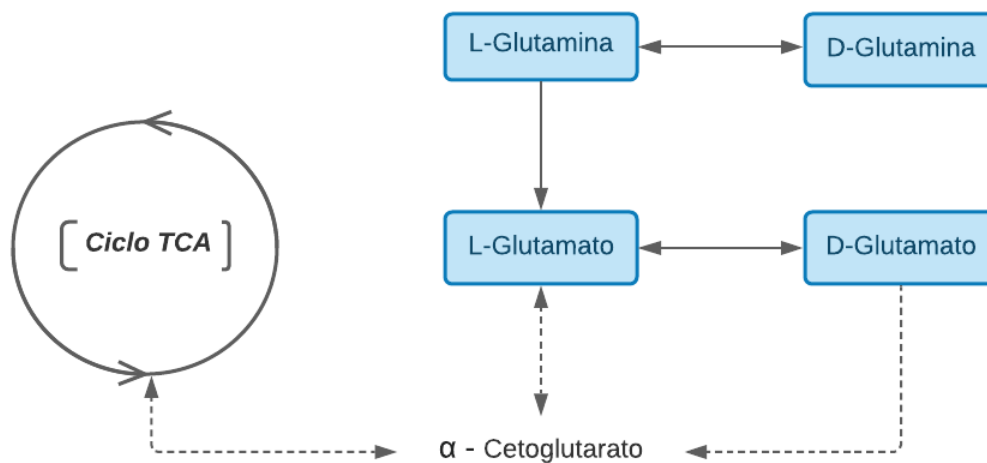 L-Glutamina
D-Glutamina
Ciclo TCA
L-Glutamato
D-Glutamato
α - Cetoglutarato